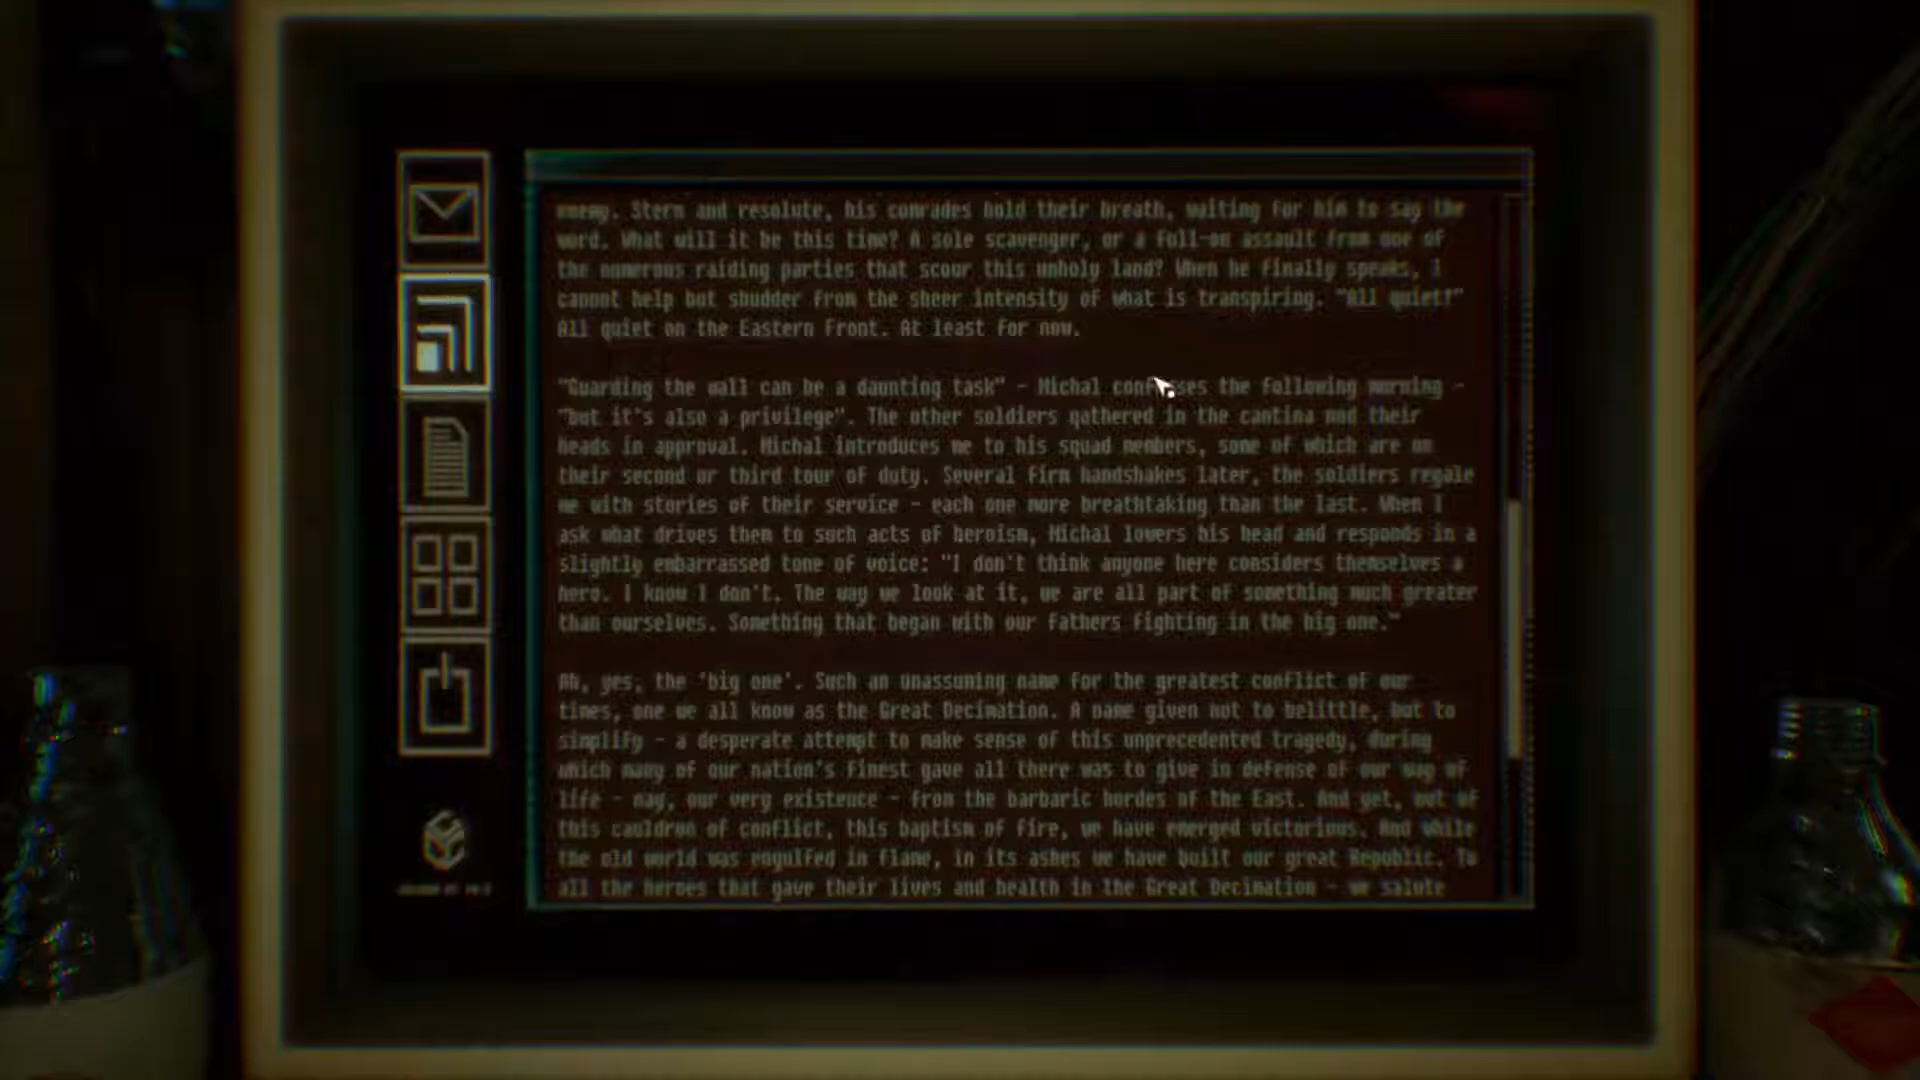 enemy. Stern and resolute, his comrades hold their breath, waiting for him to say the
word. What will it be this time? A sole scavenger, or a full-on assault from one of
the numerous raiding parties that scour this unholy land? When he finally speaks, I
cannot help but shudder from the sheer intensity of what is transpiring. "All quiet!"
All quiet on the Eastern Front. At least for now.
"Guarding the wall can be a daunting task" - Michal confesses the following morning -
"but it's also a privilege". The other soldiers gathered in the cantina nod their
heads in approval. Michal introduces me to his squad members, some of which are on
their second or third tour of duty. Several firm handshakes later, the soldiers regale
me with stories of their service - each one more breathtaking than the last. When I
ask what drives them to such acts of heroism, Michal lowers his head and responds in a
slightly embarrassed tone of voice: "I don't think anyone here considers themselves a
hero. I know I don't. The way we look at it, we are all part of something much greater
than ourselves. Something that began with our fathers fighting in the big one."
Ah, yes, the 'big one'. Such an unassuming name for the greatest conflict of our
times, one we all know as the Great Decimation. A name given not to belittle, but to
simplify - a desperate attempt to make sense of this unprecedented tragedy, during
which many of our nation's finest gave all there was to give in defense of our way of
life - nay, our very existence - from the barbaric hordes of the East. And yet, out of
this cauldron of conflict, this baptism of fire, we have emerged victorious. And while
the old world was engulfed in flame, in its ashes we have built our great Republic. To
all the heroes that gave their lives and health in the Great Decimation - we salute